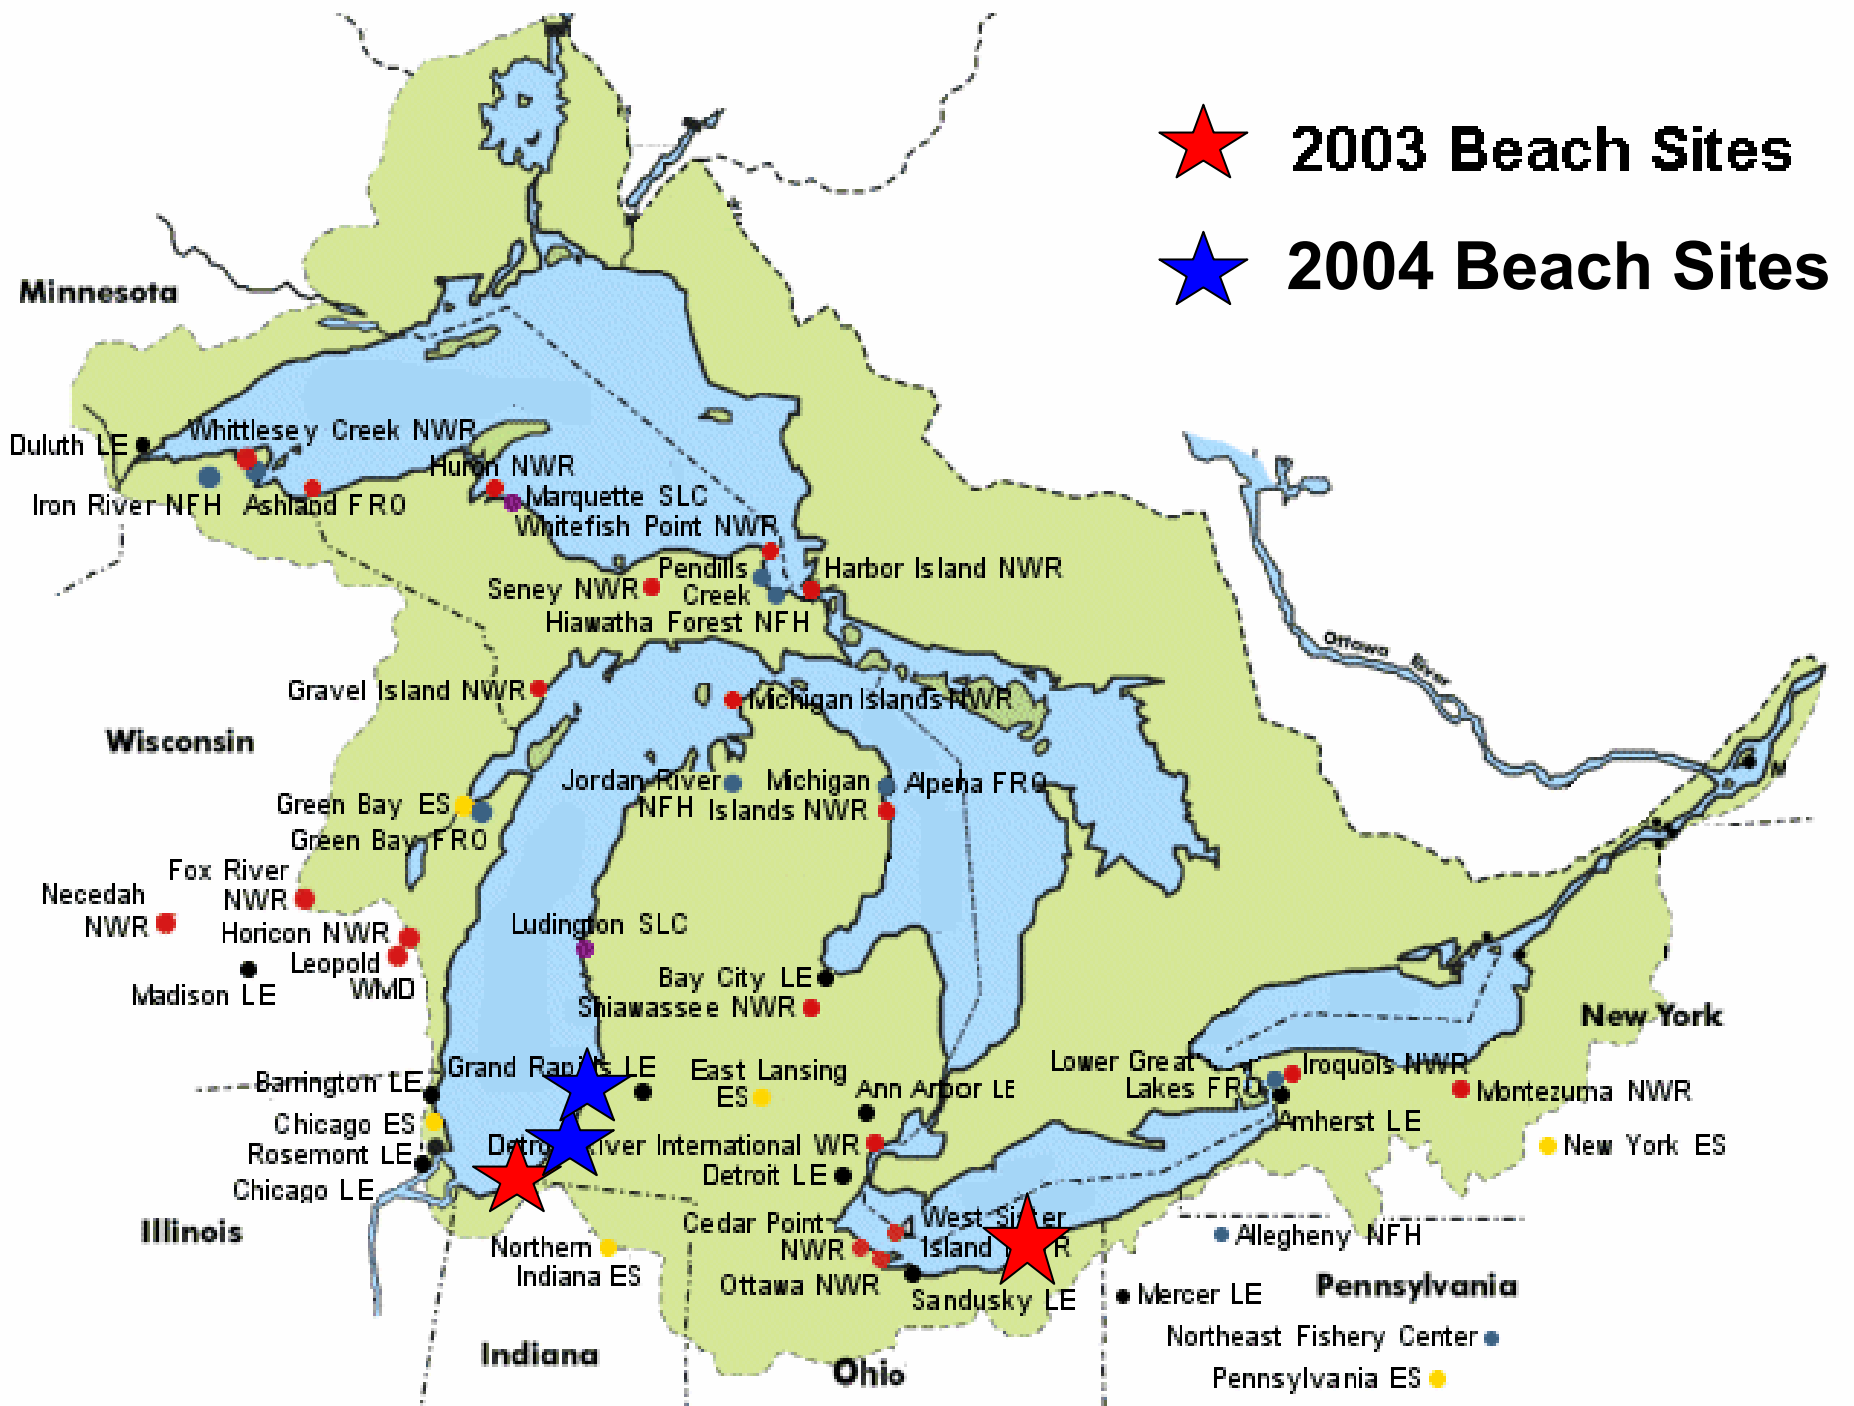 2003 Beach Sites
2004 Beach Sites
Minnesota
Duluth LE
Whittlesey Creek NWR
Huron NWR
Iron River NFH
Ashland FRO
Marquette SLC
Whitefish Point NWR
Seney NWR
Pendills
Creek
Harbor Island NWR
Hiawatha Forest NFH
Ottawa River
Gravel Island NWR
Michigan Islands NWR
Wisconsin
Jordan River
NFH
Michigan
Islands NWR
Alpena FRO
Green Bay ES
Green Bay FRO
M
Fox River
NWR
Necedah
NWR
Horicon NWR
Leopold
WMD
Madison LE
Ludington SLC
Bay City LE
Shiawassee NWR
New York
Barrington LE
Grand Rapids LE
East Lansing
ES
Ann Arbor LE
Lower Great
Lakes FRO
Iroquois NWR
Montezuma NWR
Amherst LE
Chicago ES
Rosemont LE
Chicago LE
Detroit River International WR
Detroit LE
New York ES
Illinois
Cedar Point
NWR
West Sister
Island NWR
Ottawa NWR
Sandusky LE
Northern
Indiana ES
Allegheny NFH
Mercer LE
Pennsylvania
Northeast Fishery Center
Pennsylvania ES
Indiana
Ohio